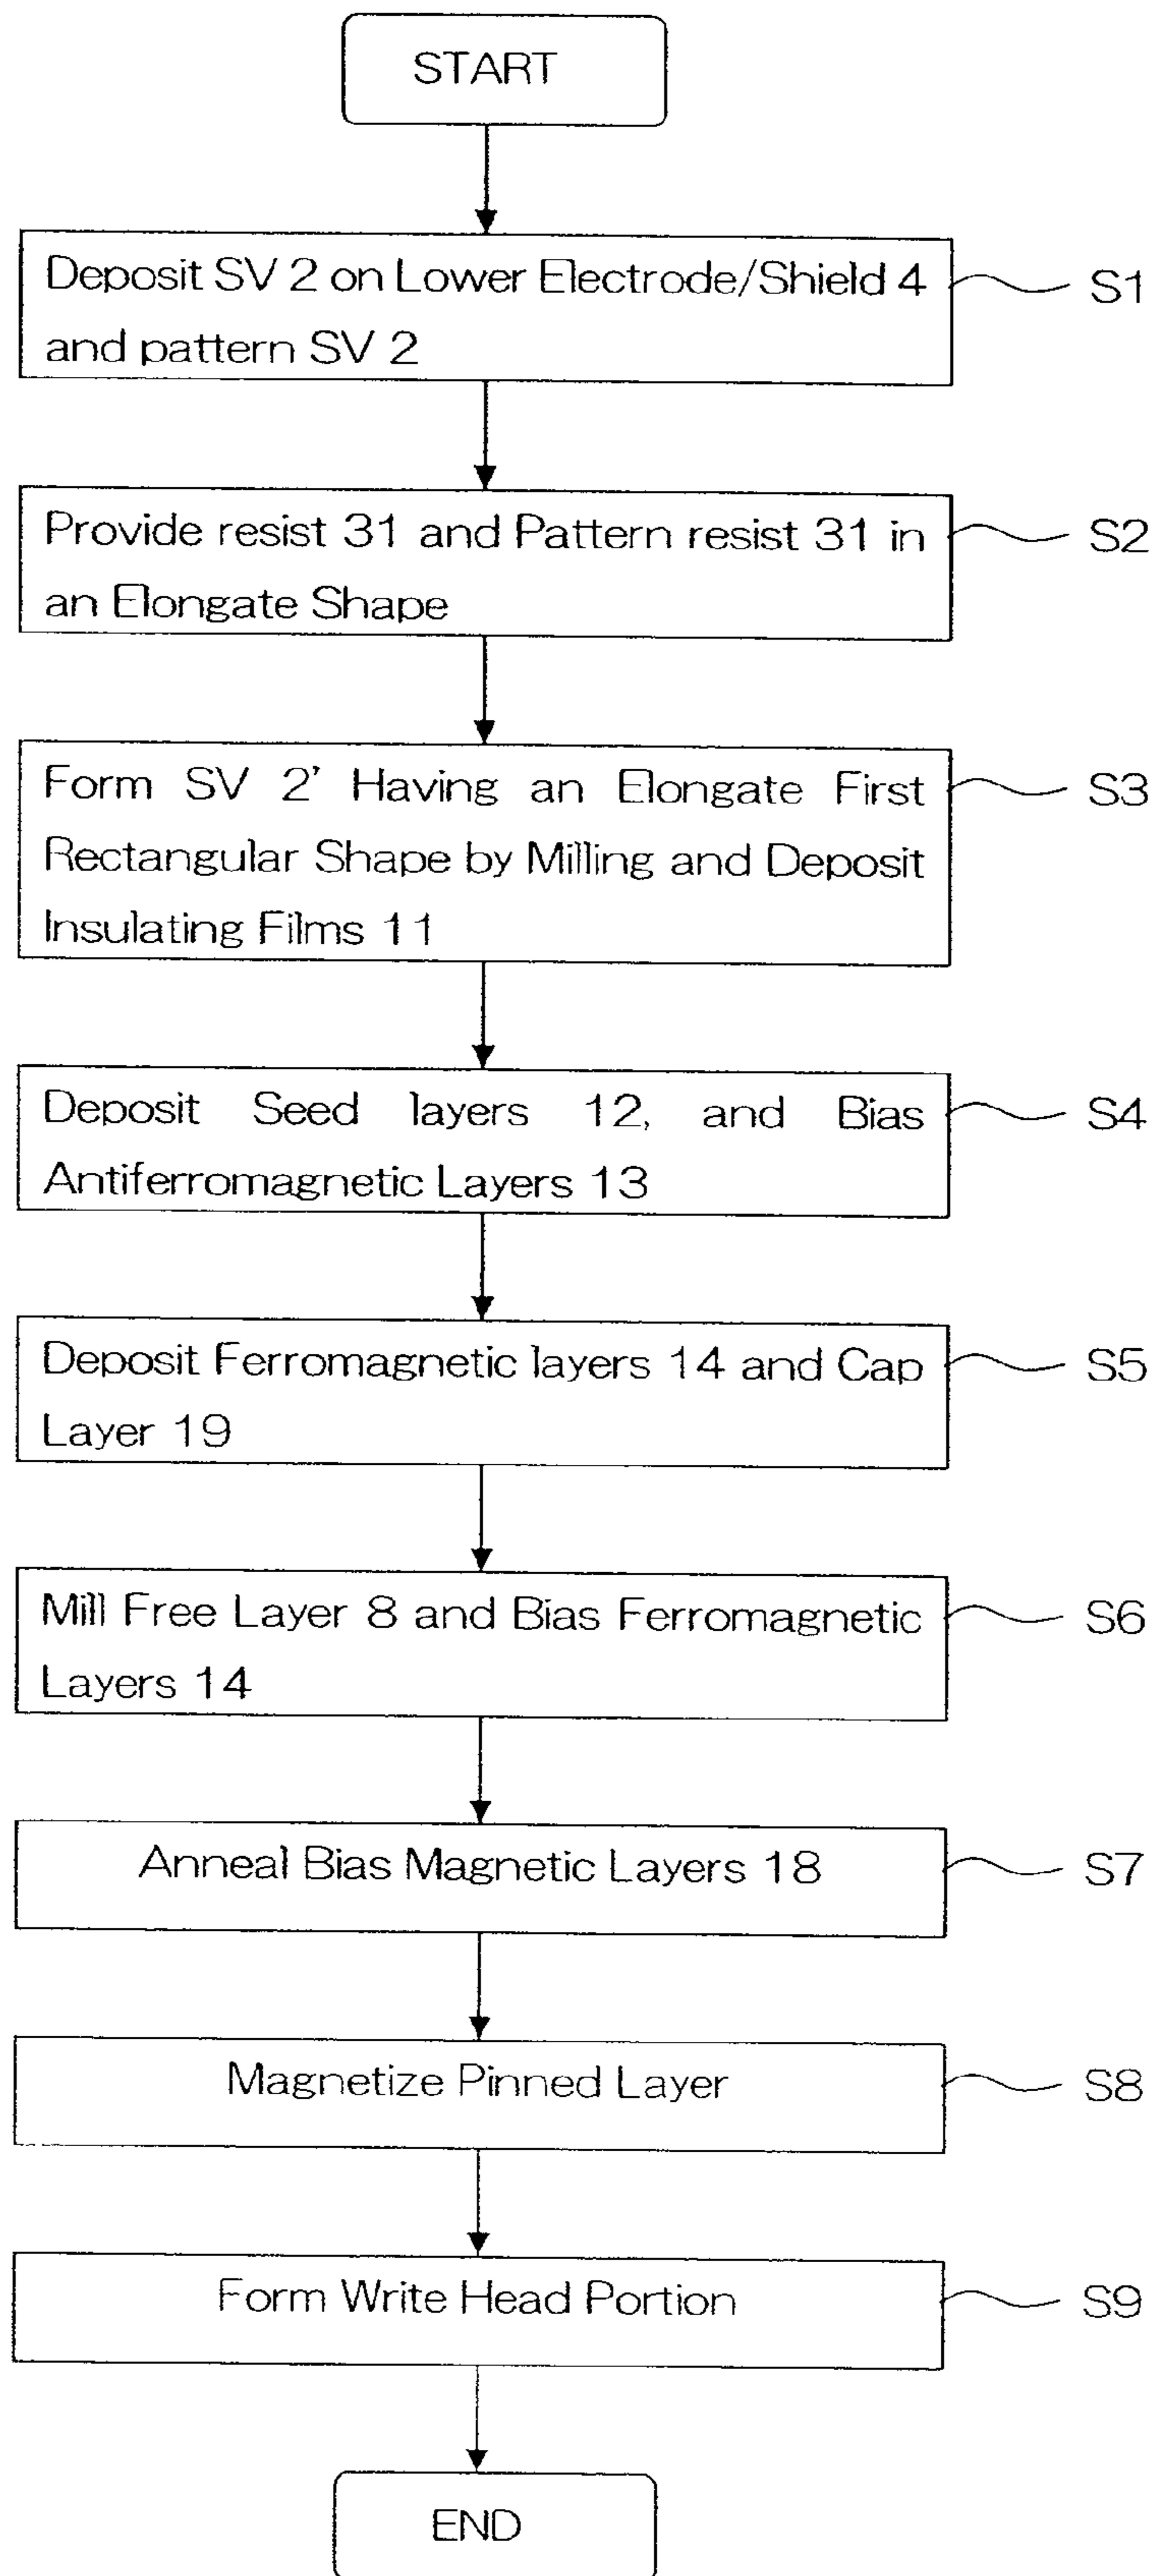 START
Deposit SV 2 on Lower Electrode/Shield 4
and pattern SV 2
S1
Provide resist 31 and Pattern resist 31 in
an Elongate Shape
S2
Form SV 2' Having an Elongate First
Rectangular Shape by Milling and Deposit
Insulating Films 11
S3
Deposit Seed layers 12, and Bias
Antiferromagnetic Layers 13
S4
Deposit Ferromagnetic layers 14 and Cap
Layer 19
S5
Mill Free Layer 8 and Bias Ferromagnetic
Layers 14
S6
Anneal Bias Magnetic Layers 18
S7
Magnetize Pinned Layer
S8
Form Write Head Portion
S9
END